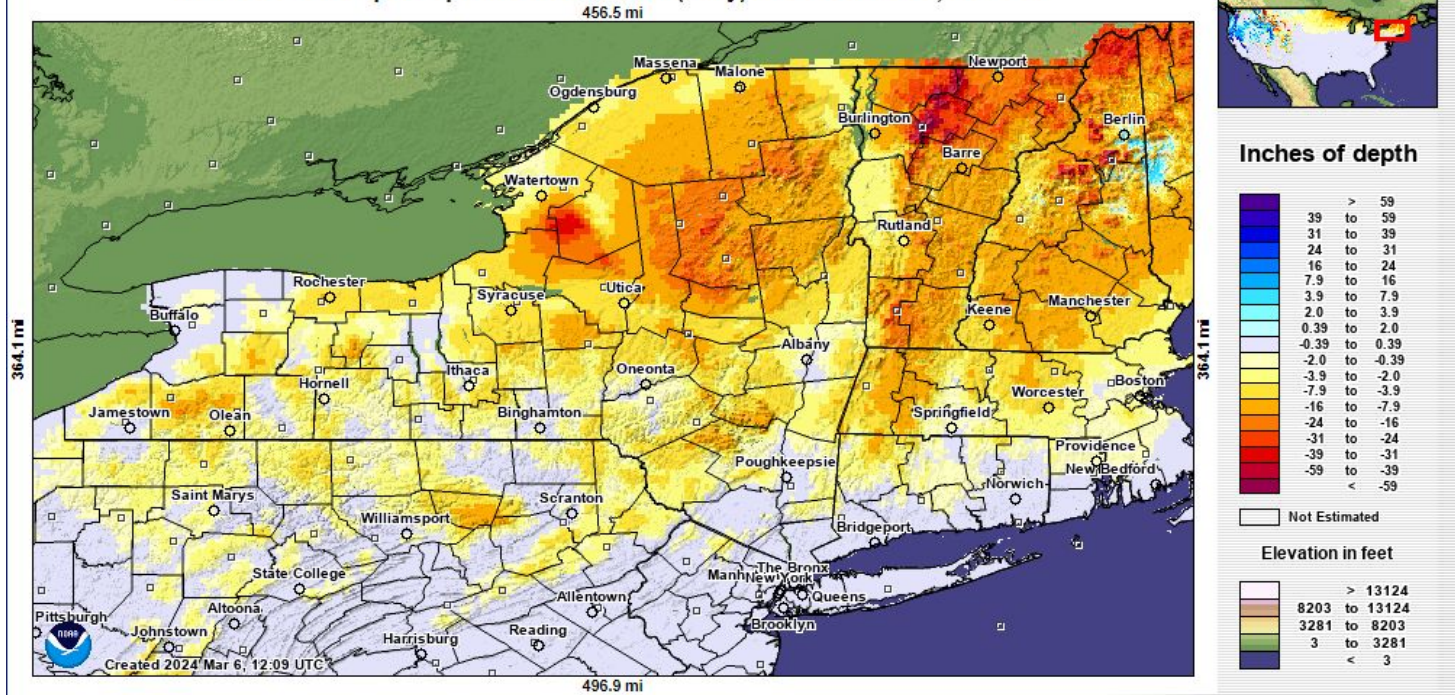 456.5 mi
Massena
Malone
Newport
Ogdensburg
Burlington
Berlin
Barre
Watertown
Rutland
Rochester
Syracuse
Utica
Manchester
Keene
Buffalo
Albany
364.1 mi
364.1 mi
Hornell
Ithaca
Oneonta
Boston
Worcester
Jamestown
Olean
Binghamton
Springfield
Providence
Poughkeepsie
New Bedford
Saint Marys
Scranton
Norwich
Williamsport
Bridgeport
State College
The Bronx
New York
Queens
Allentown
Altoona
Brooklyn
Pittsburgh
Johnstown
Harrisburg
Reading
NOAA
Created 2024 Mar 6, 12:09 UTC
496.9 mi
Inches of depth
> 59
39 to 59
31 to 39
24 to 31
16 to 24
7.9 to 16
3.9 to 7.9
2.0 to 3.9
0.39 to 2.0
-0.39 to 0.39
-2.0 to -0.39
-3.9 to -2.0
-7.9 to -3.9
-16 to -7.9
-24 to -16
-31 to -24
-39 to -31
-59 to -39
< -59
Not Estimated
Elevation in feet
> 13124
8203 to 13124
3281 to 8203
3 to 3281
< 3